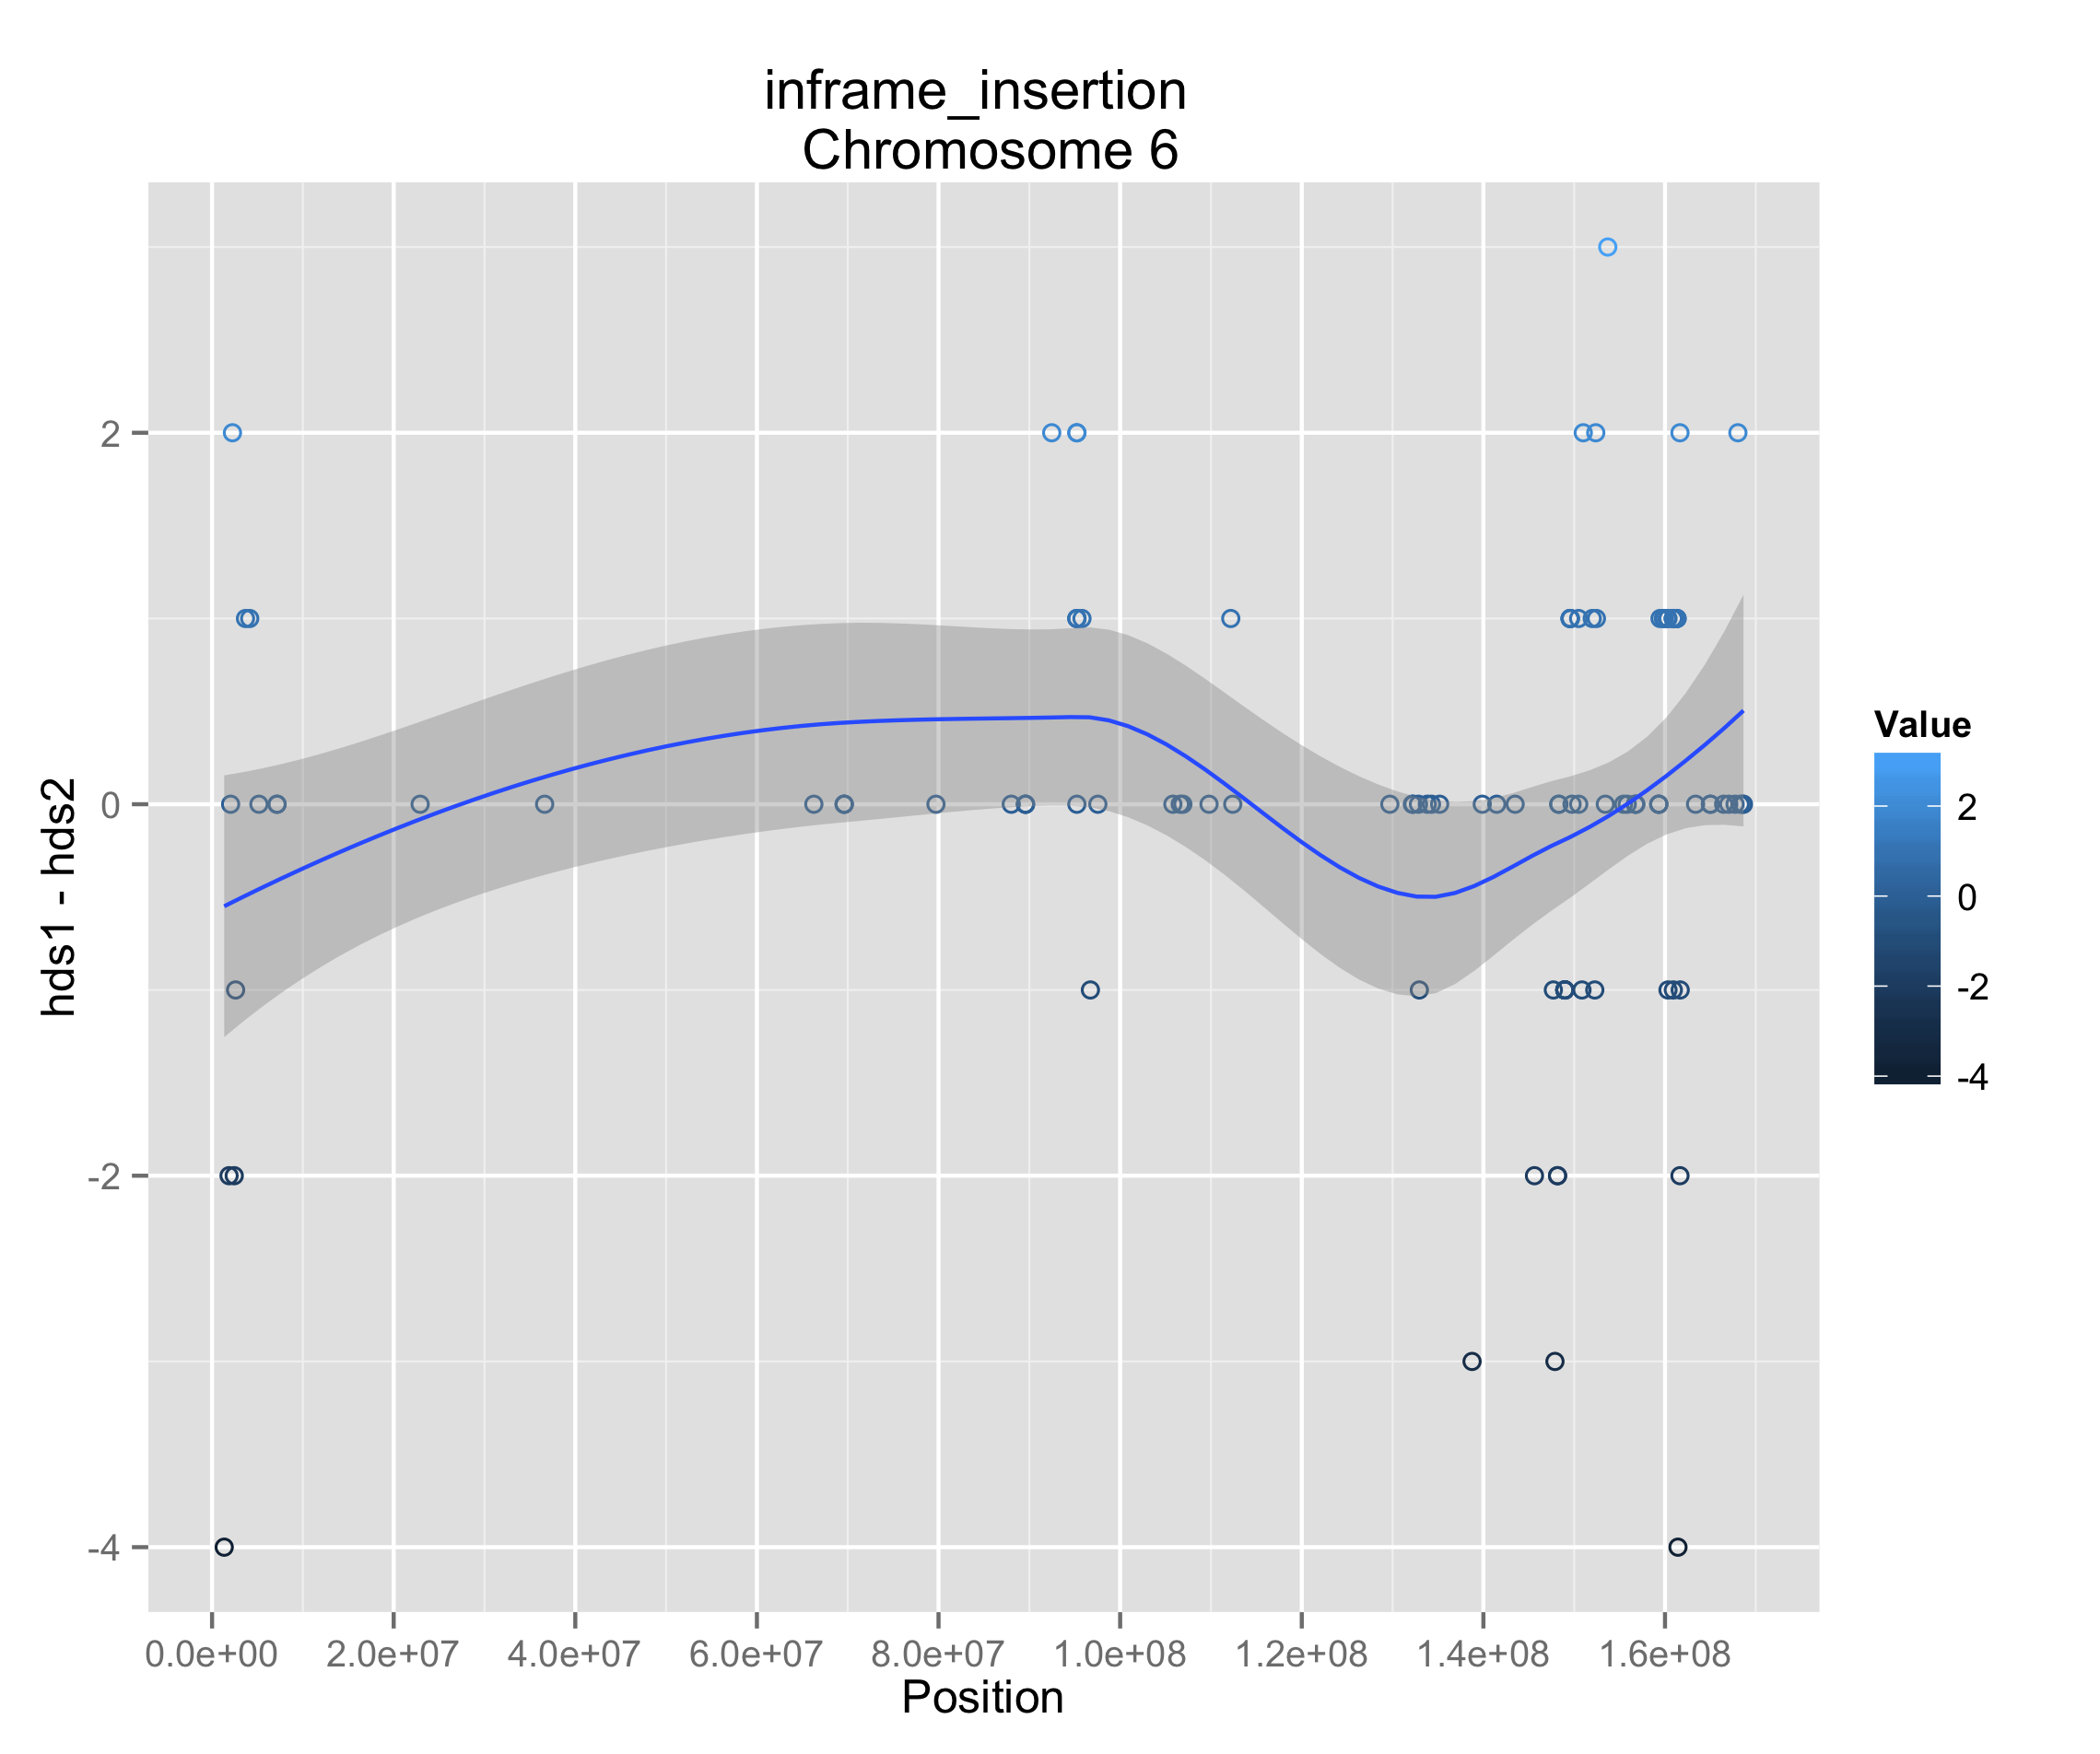 inframe_insertion
Chromosome 6
hds1 - hds2
2
0
-2
-4
0.0e+00 2.0e+07 4.0e+07 6.0e+07 8.0e+07 1.0e+08 1.2e+08 1.4e+08 1.6e+08
Position
Value
2
0
-2
-4